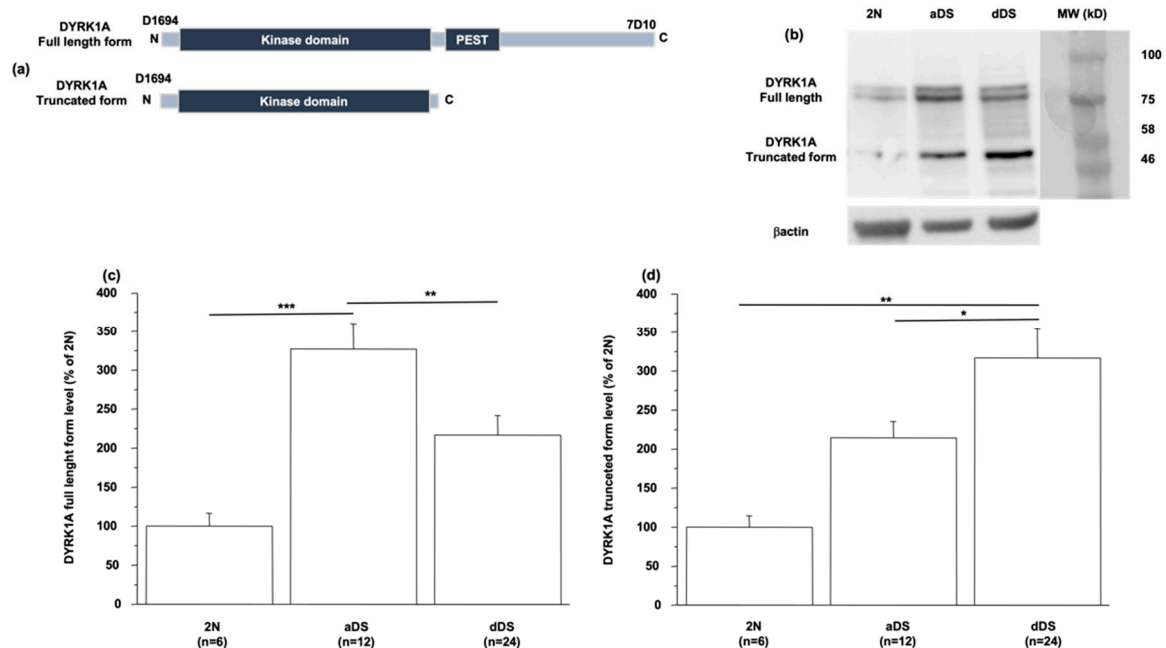 (a)
D1694
7D10
DYRK1A
Full length form
N
Kinase domain
PEST
C
D1694
DYRK1A
Truncated form
N
Kinase domain
C
(b)
2N aDS dDS MW (kD)
DYRK1A
Full length
DYRK1A
Truncated form
100
75
58
46
βactin
(c)
DYRK1A full lenght form level (% of 2N)
400
350
300
250
200
150
100
50
0
***
**
2N aDS dDS
(n=6) (n=12) (n=24)
(d)
DYRK1A trunceted form level (% of 2N)
400
350
300
250
200
150
100
50
0
**
*
2N aDS dDS
(n=6) (n=12) (n=24)